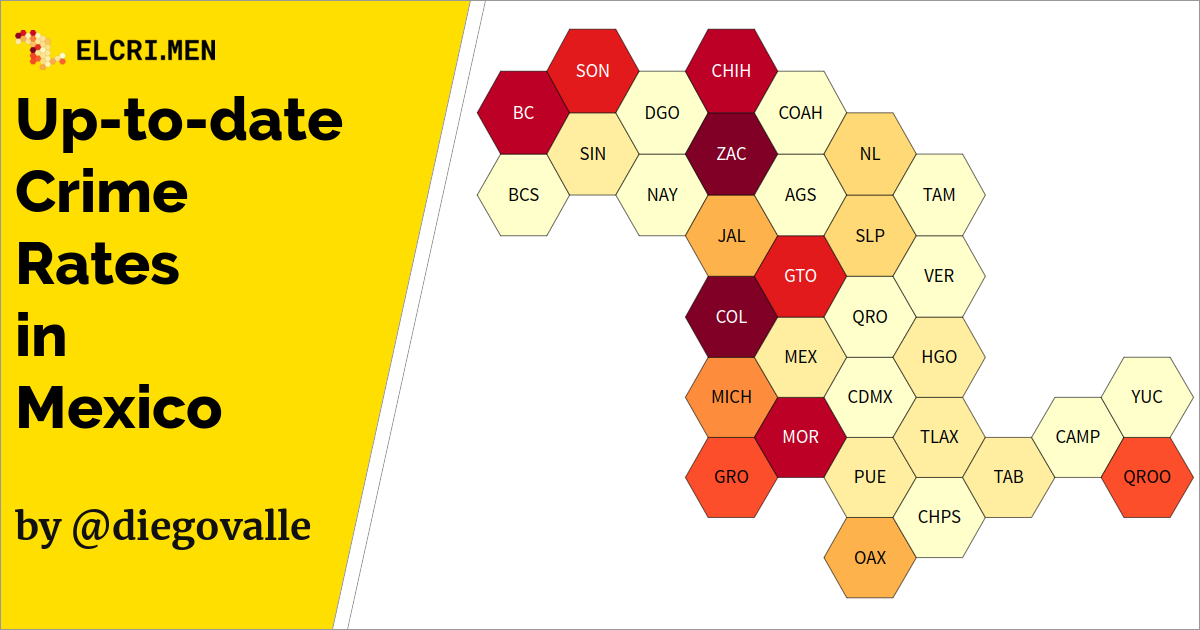 ELCRI.MEN
Up-to-date
Crime
Rates
in
Mexico
by @diegovalle
SON
CHIH
BC
DGO
COAH
SIN
ZAC
NL
BCS
NAY
AGS
TAM
JAL
SLP
GTO
VER
COL
QRO
MEX
HGO
MICH
CDMX
YUC
MOR
TLAX
CAMP
GRO
PUE
TAB
QROO
CHPS
OAX